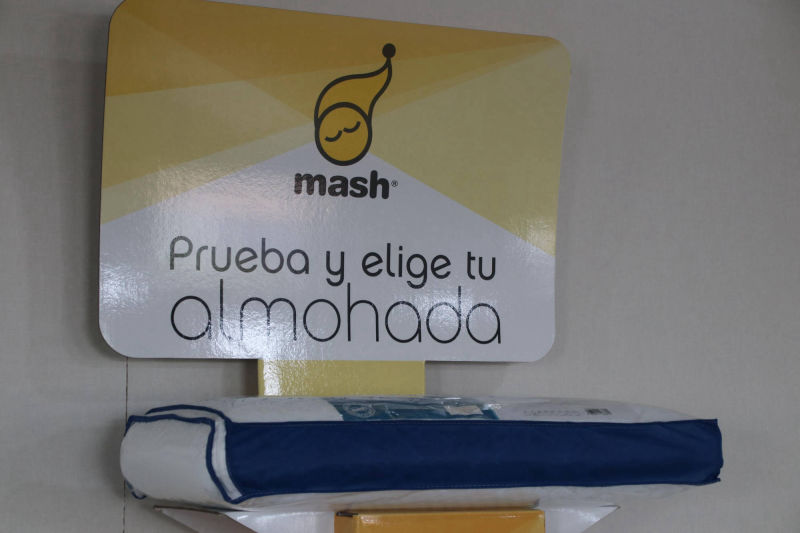 mash®
Prueba y elige tu
almohada